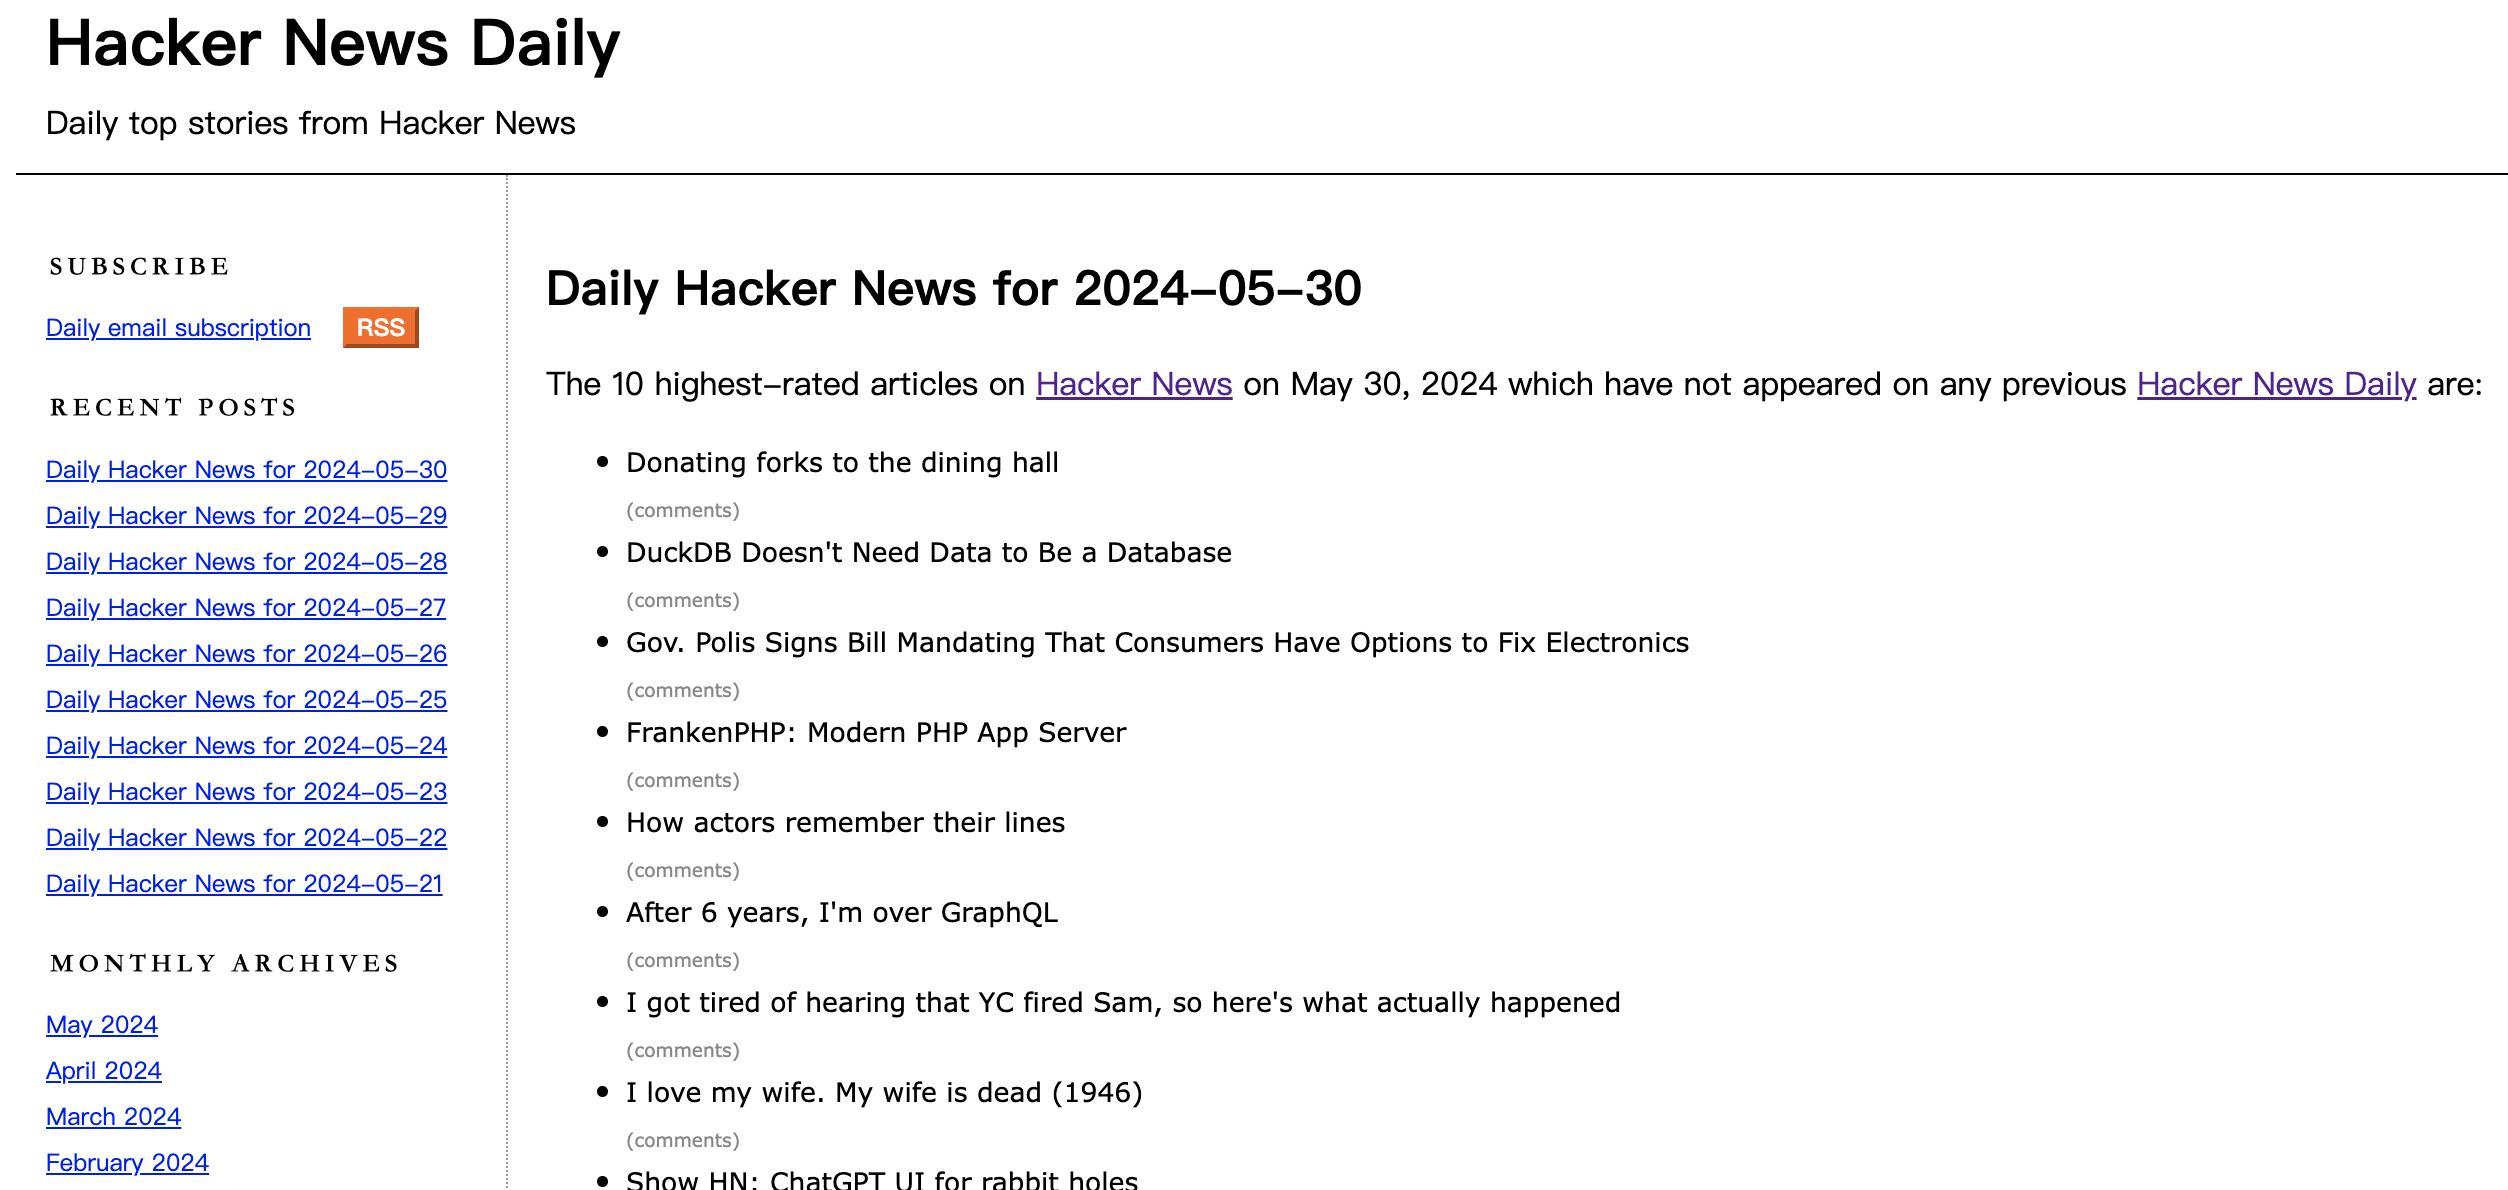 Hacker News Daily
Daily top stories from Hacker News
SUBSCRIBE
Daily email subscription RSS
RECENT POSTS
Daily Hacker News for 2024-05-30
Daily Hacker News for 2024-05-29
Daily Hacker News for 2024-05-28
Daily Hacker News for 2024-05-27
Daily Hacker News for 2024-05-26
Daily Hacker News for 2024-05-25
Daily Hacker News for 2024-05-24
Daily Hacker News for 2024-05-23
Daily Hacker News for 2024-05-22
Daily Hacker News for 2024-05-21
MONTHLY ARCHIVES
May 2024
April 2024
March 2024
February 2024
Daily Hacker News for 2024-05-30
The 10 highest-rated articles on Hacker News on May 30, 2024 which have not appeared on any previous Hacker News Daily are:
• Donating forks to the dining hall
(comments)
• DuckDB Doesn't Need Data to Be a Database
(comments)
• Gov. Polis Signs Bill Mandating That Consumers Have Options to Fix Electronics
(comments)
• FrankenPHP: Modern PHP App Server
(comments)
• How actors remember their lines
(comments)
• After 6 years, I'm over GraphQL
(comments)
• I got tired of hearing that YC fired Sam, so here's what actually happened
(comments)
• I love my wife. My wife is dead (1946)
(comments)
• Show HN: ChatGPT UI for rabbit holes